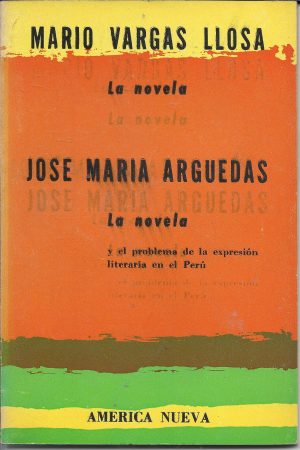 MARIO VARGAS LLOSA
La novela
JOSE MARIA ARGUEDAS
La novela
y el problema de la expresión
literaria en el Perú
AMERICA NUEVA